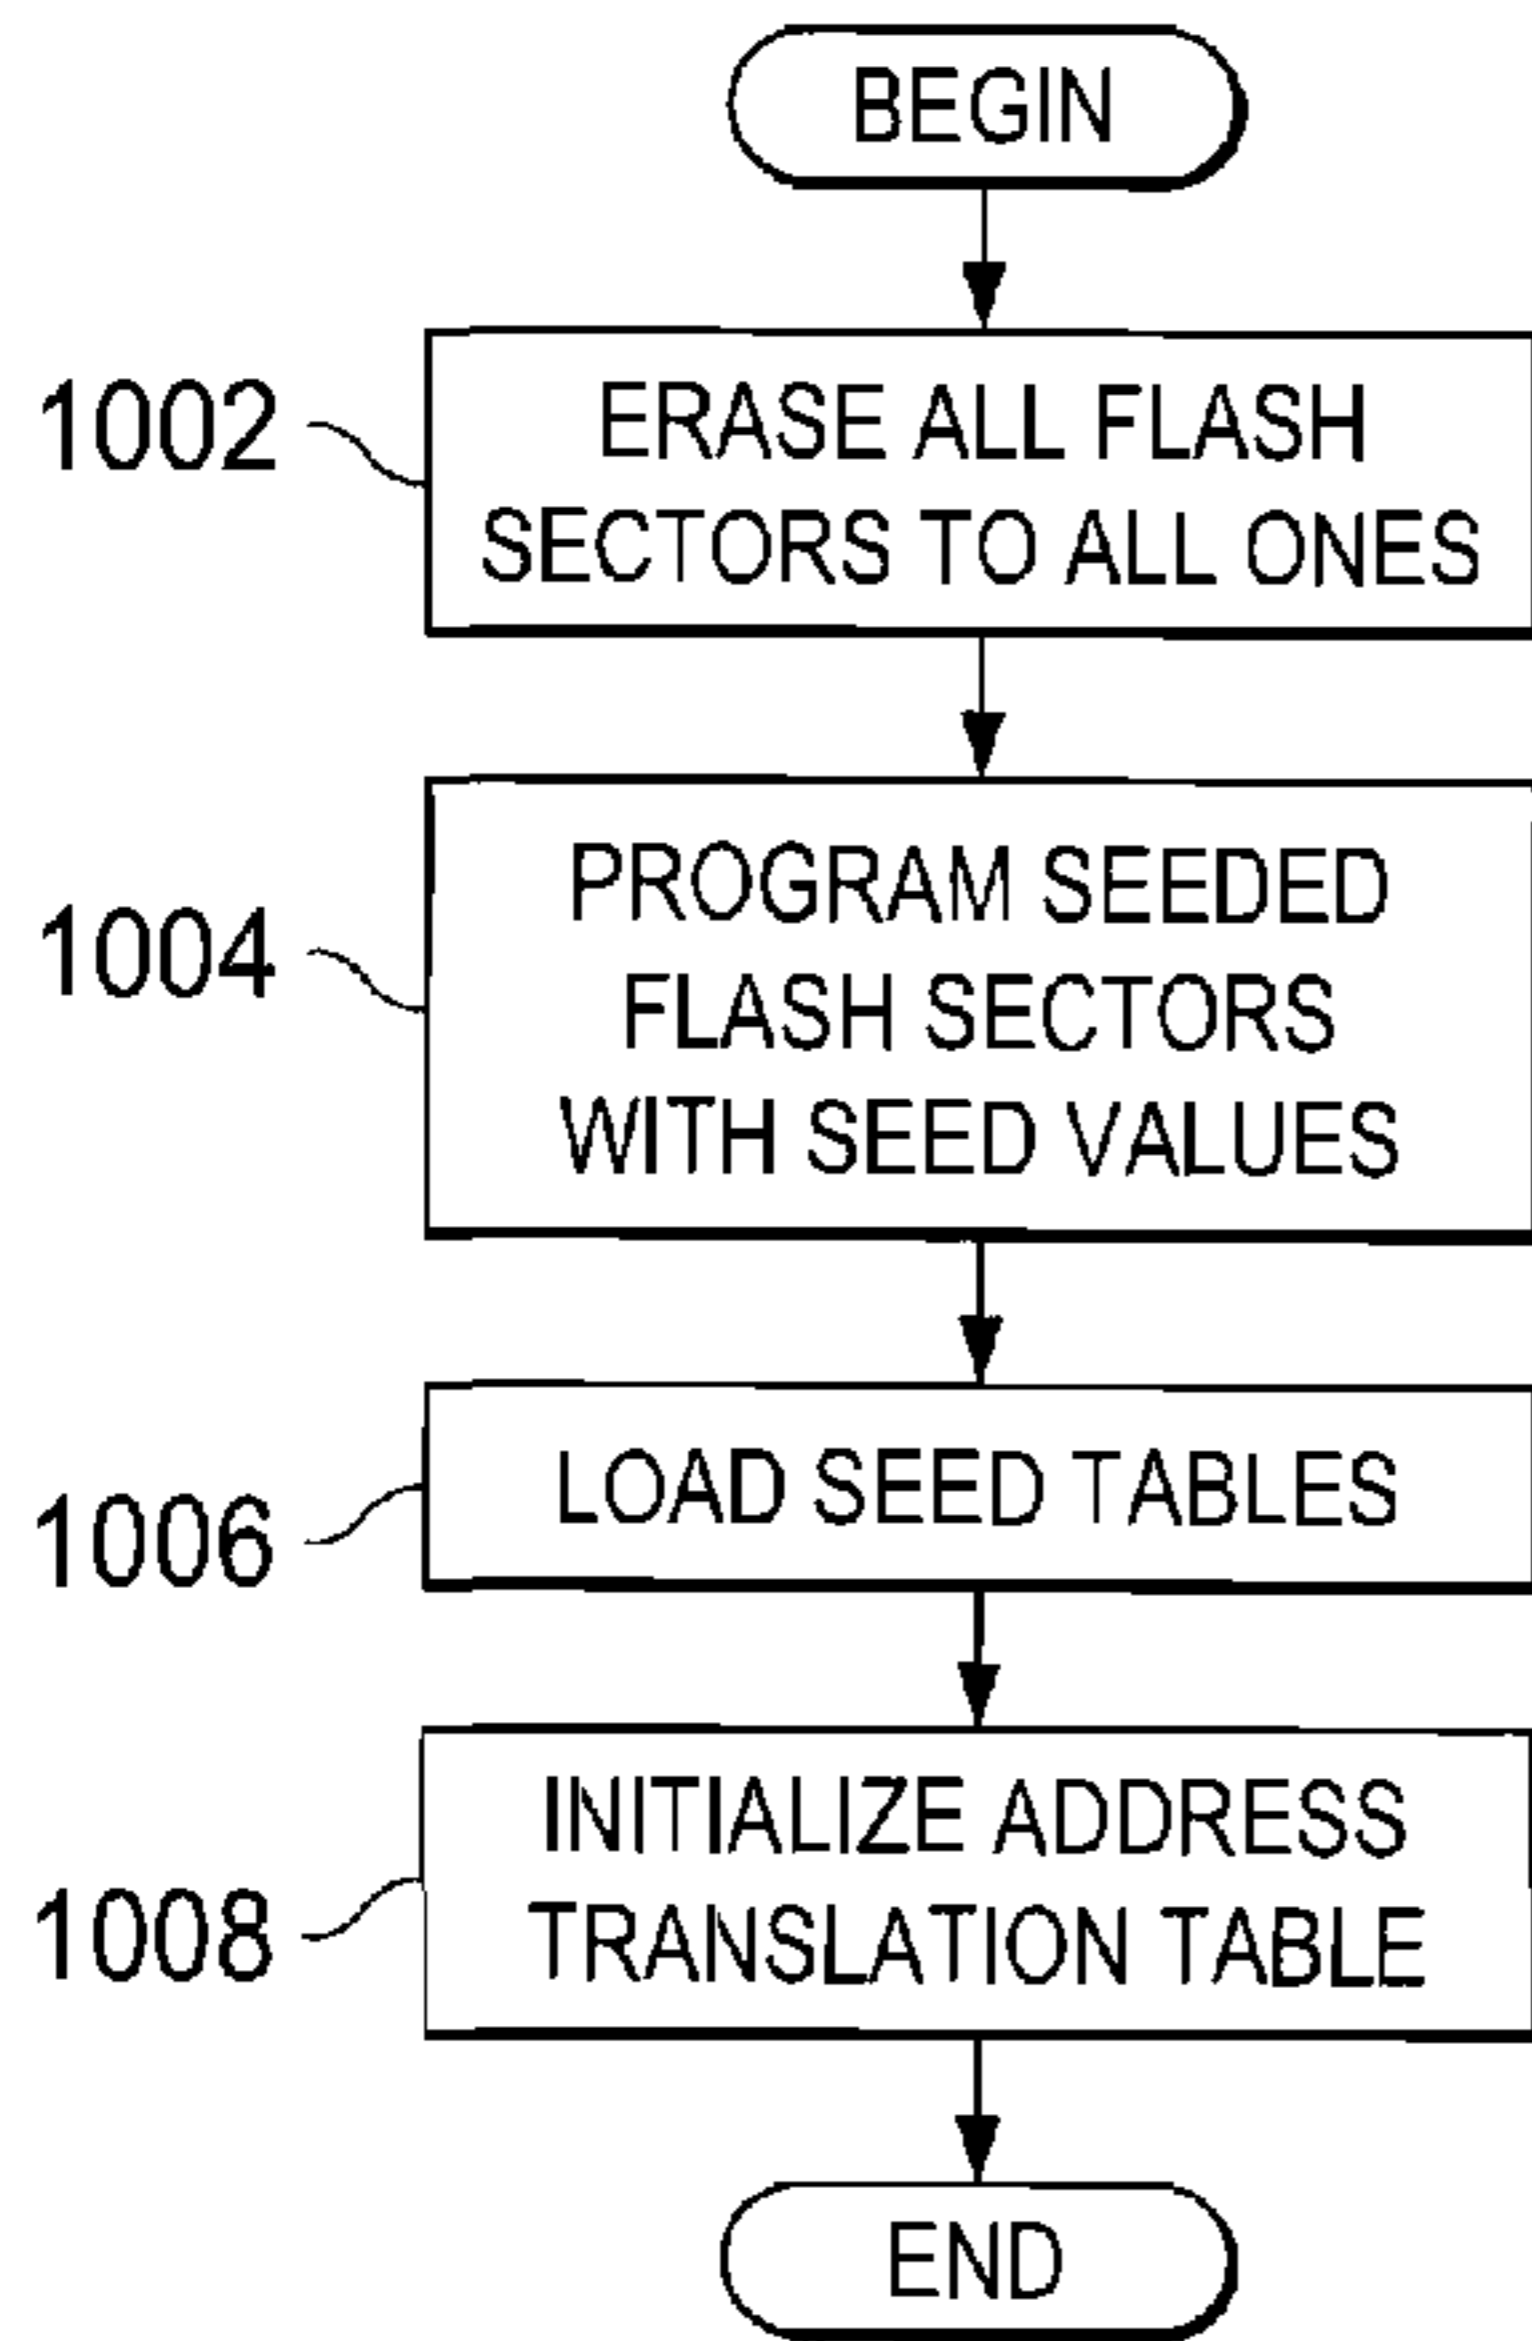 BEGIN
1002
ERASE ALL FLASH
SECTORS TO ALL ONES
1004
PROGRAM SEEDED
FLASH SECTORS
WITH SEED VALUES
1006
LOAD SEED TABLES
1008
INITIALIZE ADDRESS
TRANSLATION TABLE
END